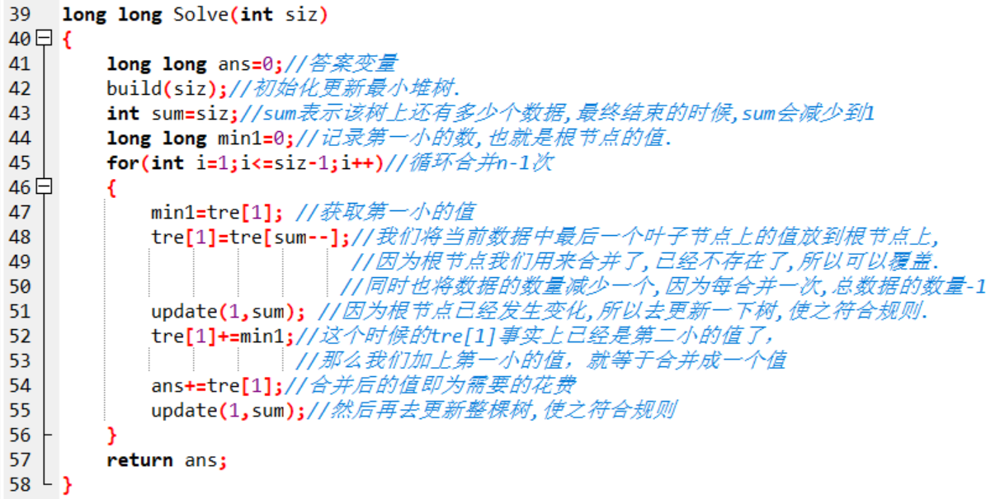 39 long long Solve(int siz)
40 {
41 long long ans=0;//答案变量
42 build(siz);//初始化更新最小堆树.
43 int sum=siz;//sum表示该树上还有多少个数据,最终结束的时候,sum会减少到1
44 long long min1=0;//记录第一小的数,也就是根节点的值.
45 for(int i=1;i<=siz-1;i++)//循环合并n-1次
46 {
47 min1=tre[1]; //获取第一小的值
48 tre[1]=tre[sum--];//我们将当前数据中最后一个叶子节点上的值放到根节点上,
49 //因为根节点我们用来合并了,已经不存在了,所以可以覆盖.
50 //同时也将数据的数量减少一个,因为每合并一次,总数据的数量-1
51 update(1,sum); //因为根节点已经发生变化,所以去更新一下树,使之符合规则.
52 tre[1]+=min1;//这个时候的tre[1]事实上已经是第二小的值了，
53 //那么我们加上第一小的值，就等于合并成一个值
54 ans+=tre[1];//合并后的值即为需要的花费
55 update(1,sum);//然后再去更新整棵树,使之符合规则
56 }
57 return ans;
58 }